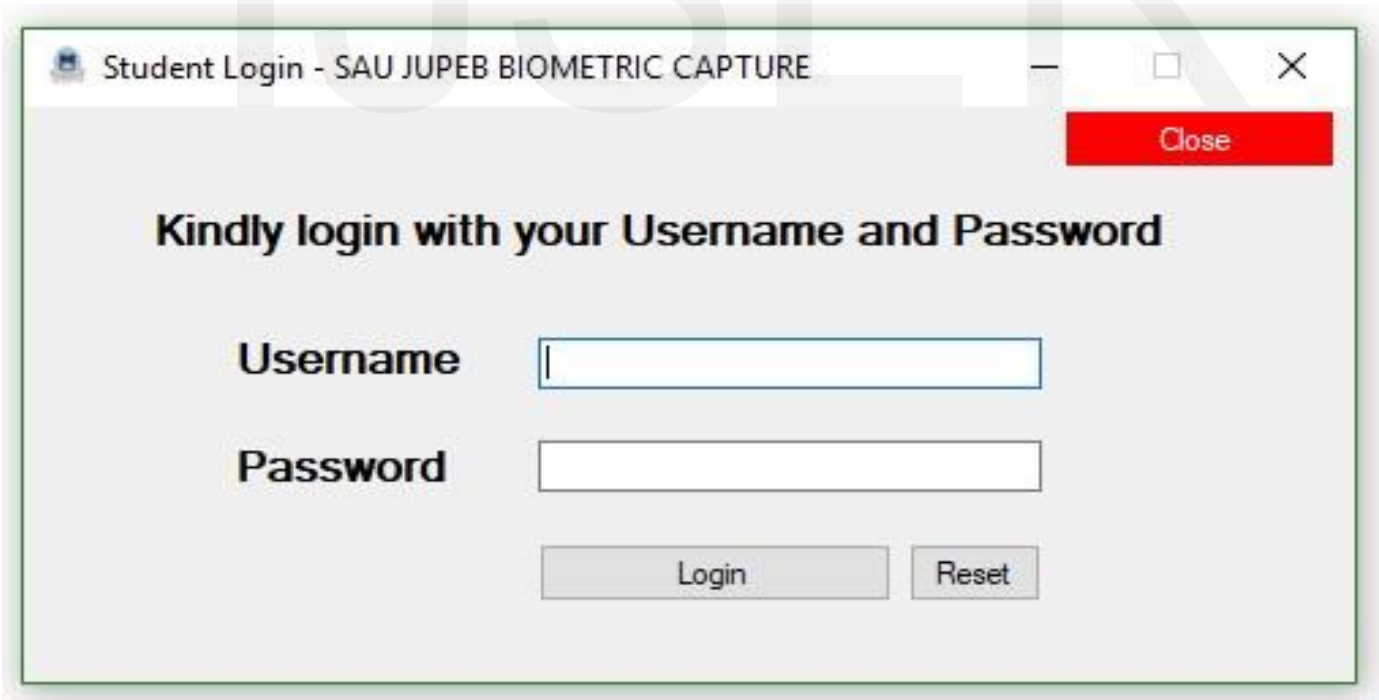 Student Login - SAU JUPEB BIOMETRIC CAPTURE
Close
Kindly login with your Username and Password
Username
Password
Login Reset